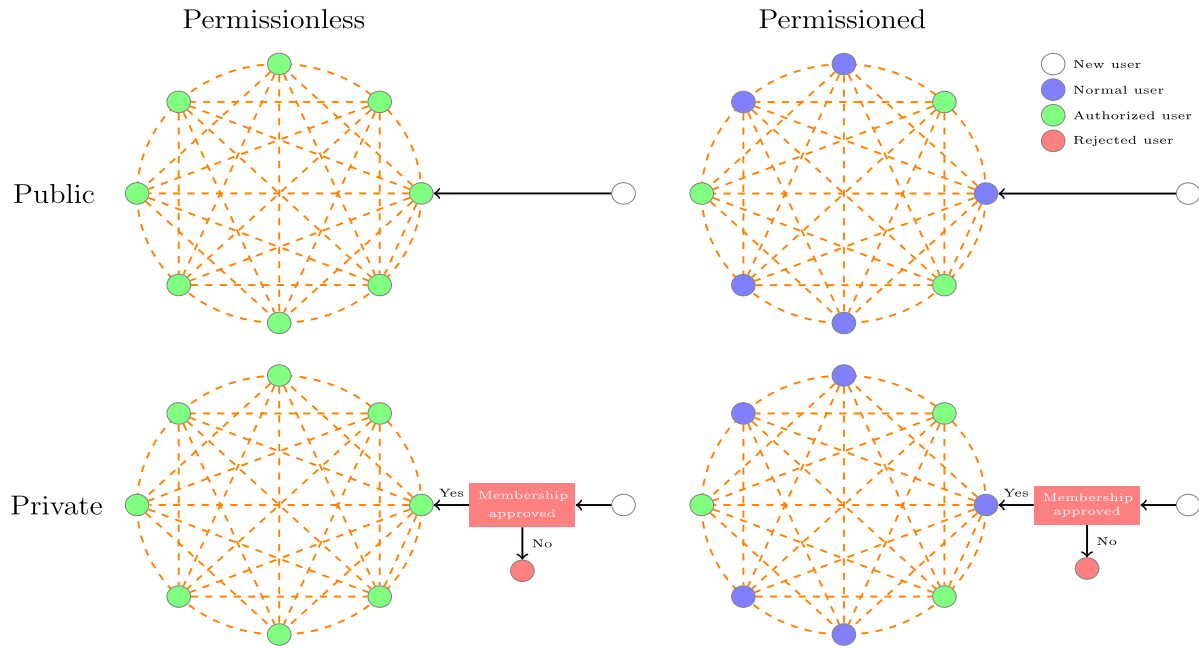 Permissionless
Permissioned
New user
Normal user
Authorized user
Rejected user
Public
Private
Yes
Membership
approved
No
Yes
Membership
approved
No